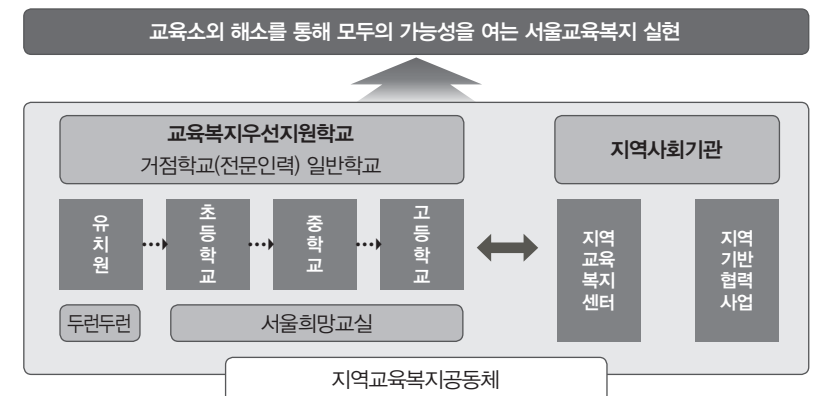 교육소외 해소를 통해 모두의 가능성을 여는 서울교육복지 실현
교육복지우선지원학교
거점학교(전문인력) 일반학교
지역사회기관
유치원
초등학교
중학교
고등학교
지역
교육
복지
센터
지역
기반
협력
사업
두런두런
서울희망교실
지역교육복지공동체